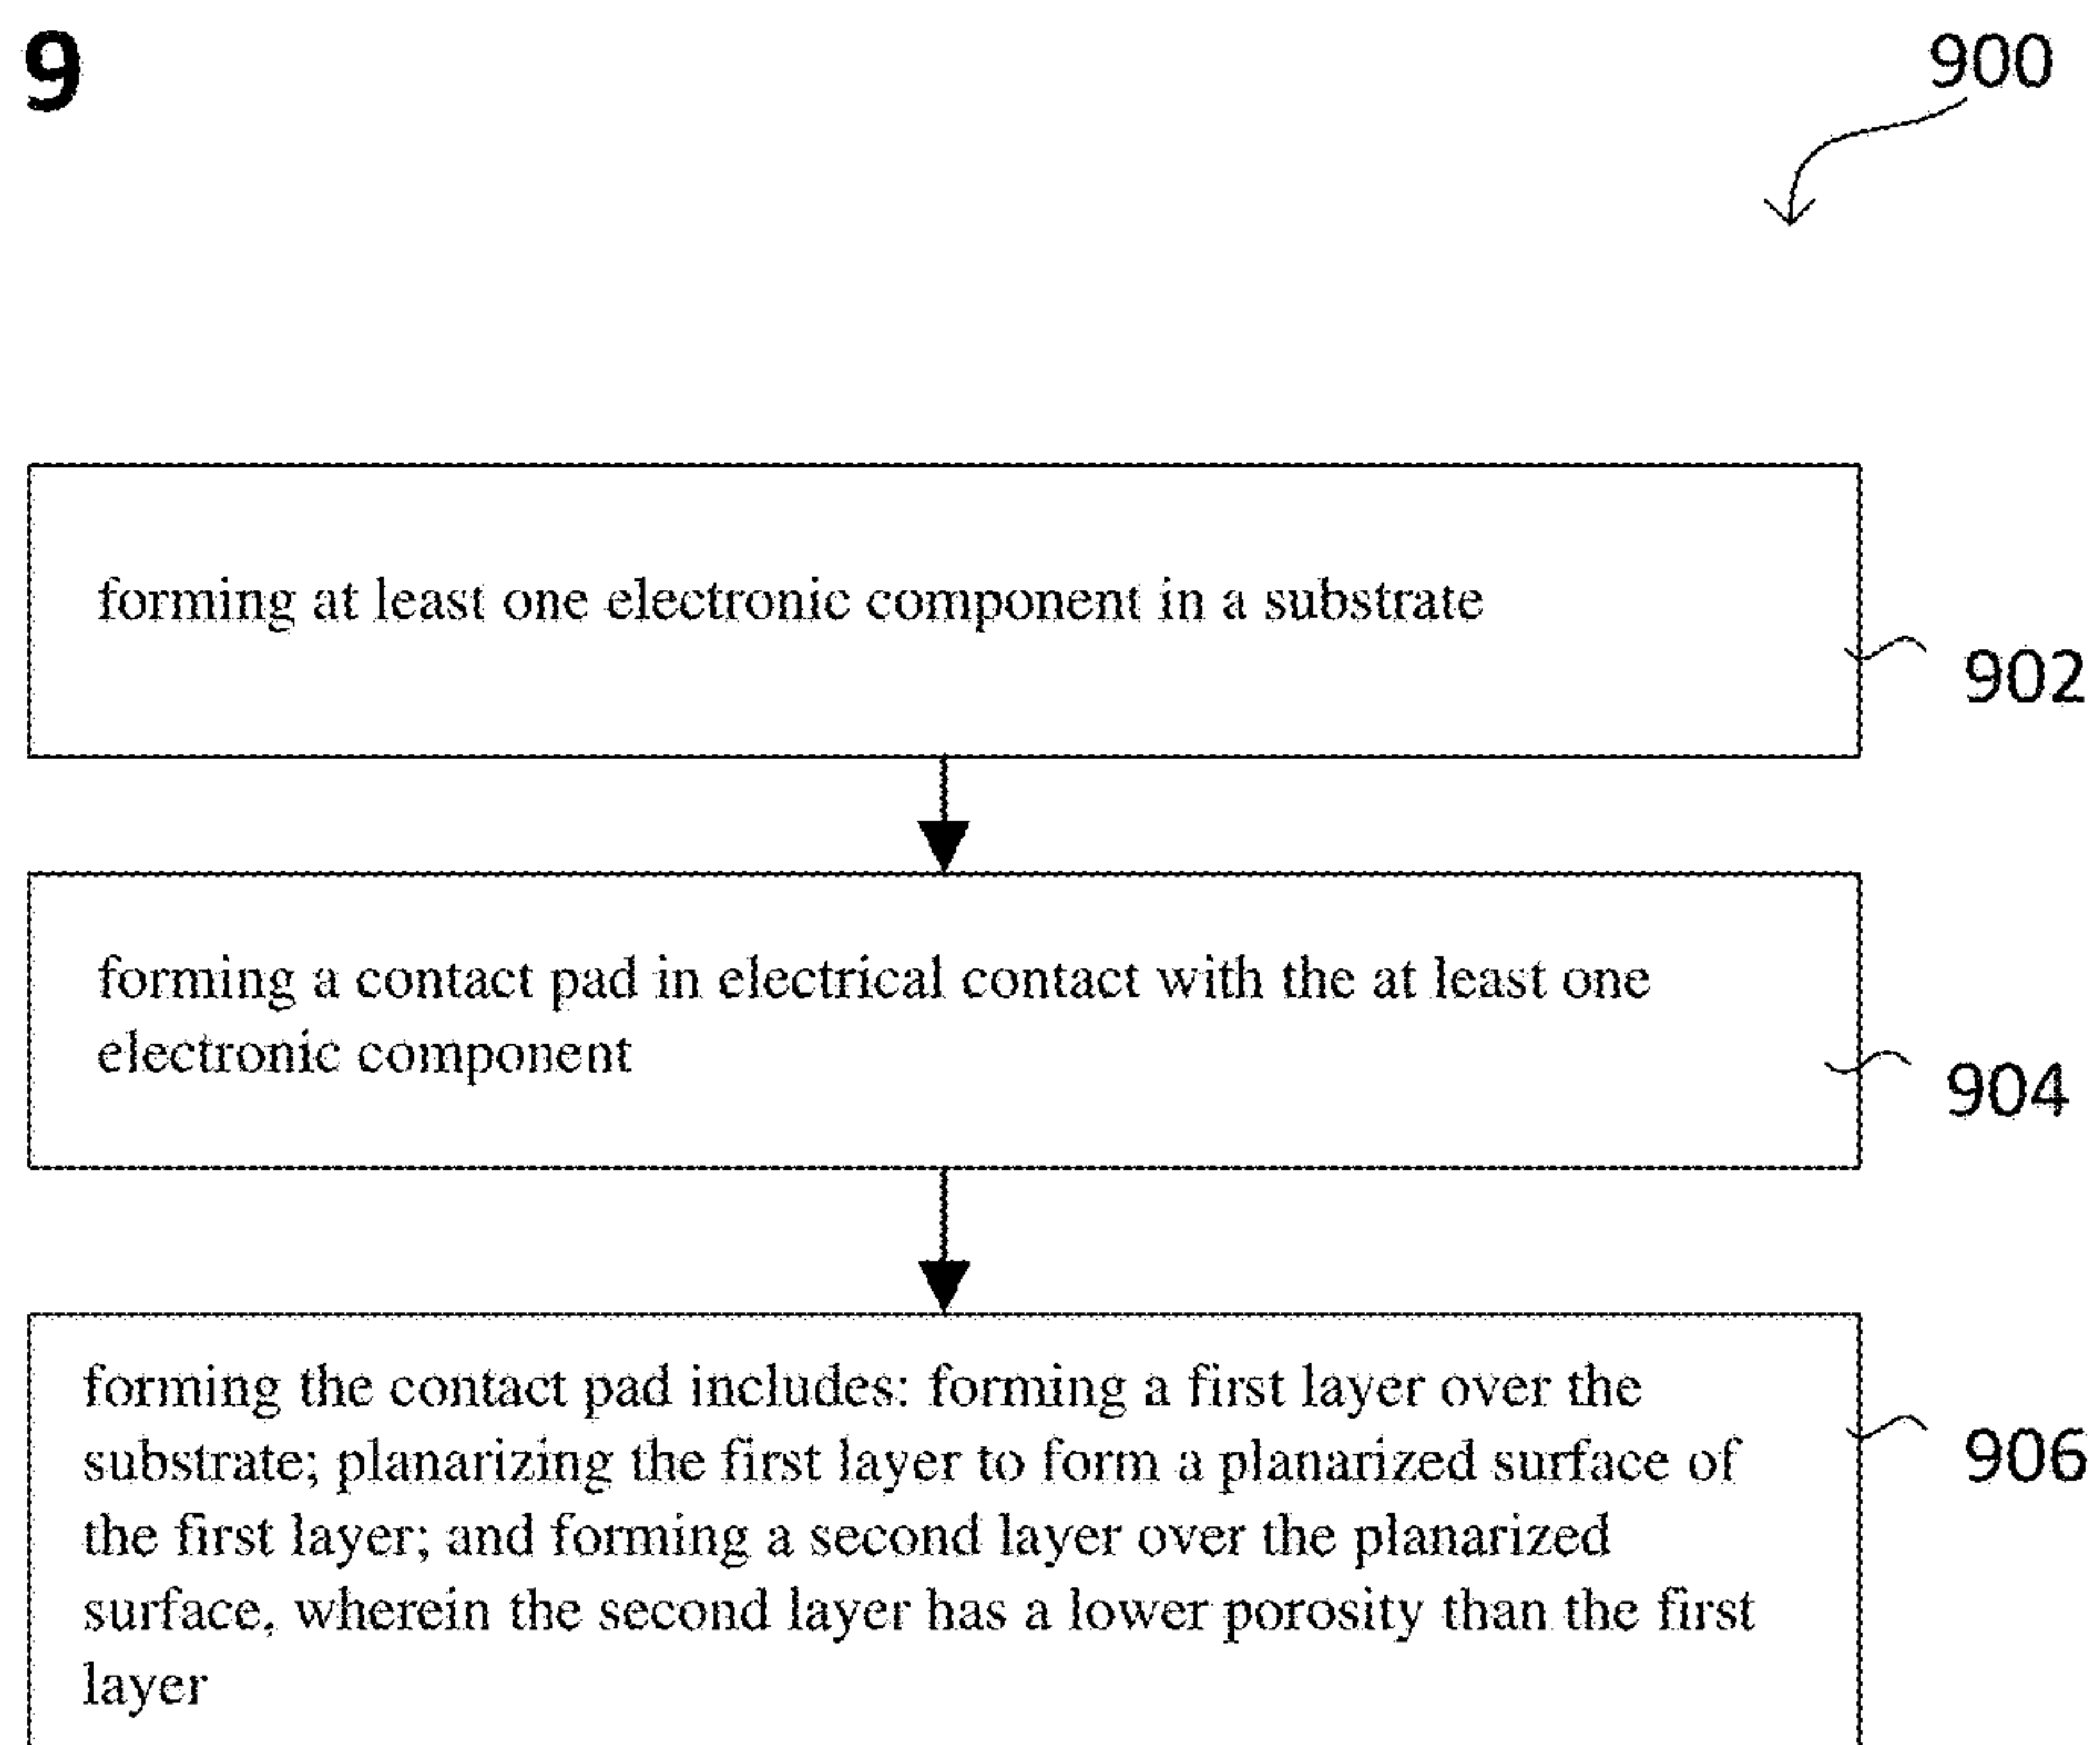 9
900
forming at least one electronic component in a substrate
902
forming a contact pad in electrical contact with the at least one
electronic component
904
forming the contact pad includes: forming a first layer over the
substrate; planarizing the first layer to form a planarized surface of
the first layer; and forming a second layer over the planarized
surface, wherein the second layer has a lower porosity than the first
layer
906